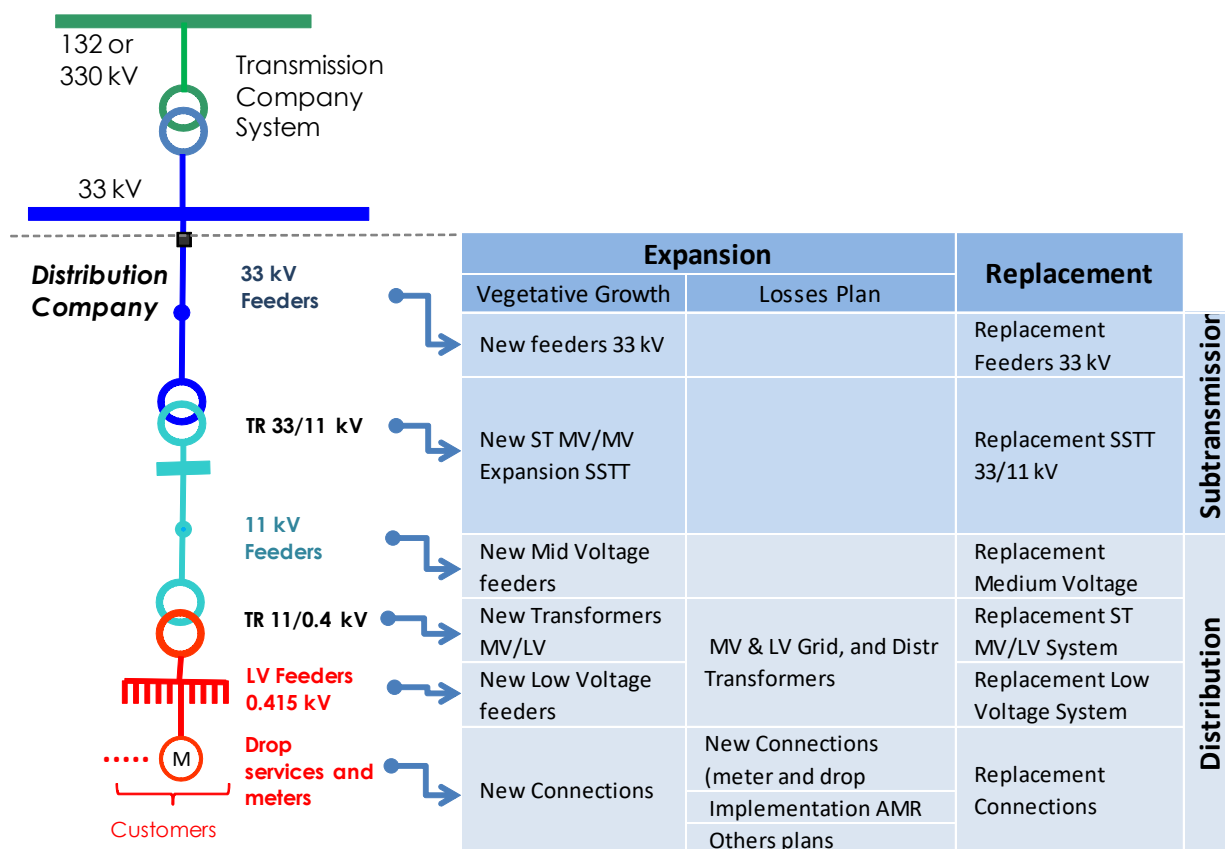 132 or
330 kV
Transmission
Company
System
33 kV
Distribution
Company
33 kV
Feeders
TR 33/11 kV
11 kV
Feeders
TR 11/0.4 kV
LV Feeders
0.415 kV
Drop
services and
meters
M
Customers
Expansion
Replacement
Vegetative Growth
Losses Plan
New feeders 33 kV
Replacement
Feeders 33 kV
New ST MV/MV
Expansion SSTT
Replacement SSTT
33/11 kV
Subtransmission
New Mid Voltage
feeders
Replacement
Medium Voltage
New Transformers
MV/LV
MV & LV Grid, and Distr
Transformers
Replacement ST
MV/LV System
New Low Voltage
feeders
Replacement Low
Voltage System
New Connections
New Connections
(meter and drop
Implementation AMR
Others plans
Replacement
Connections
Distribution